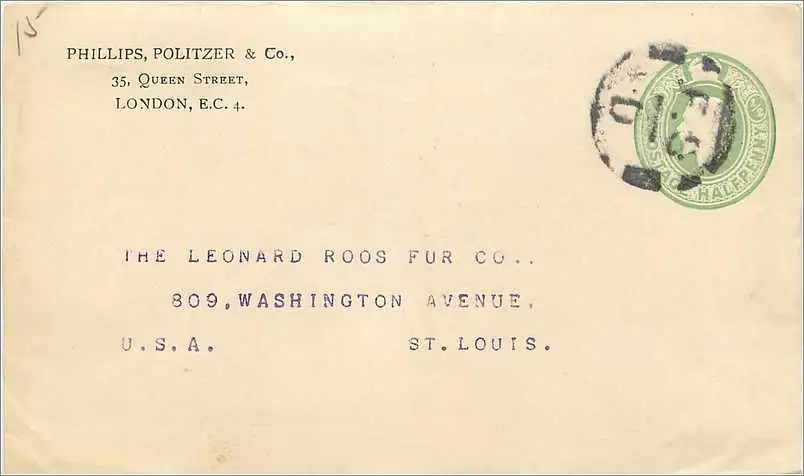 15
PHILLIPS, POLITZER & Co.,
35, QUEEN STREET,
LONDON, E.C. 4.
POSTAGE HALFPENNY
THE LEONARD ROOS FUR CO..
809, WASHINGTON AVENUE,
U.S.A. ST. LOUIS.